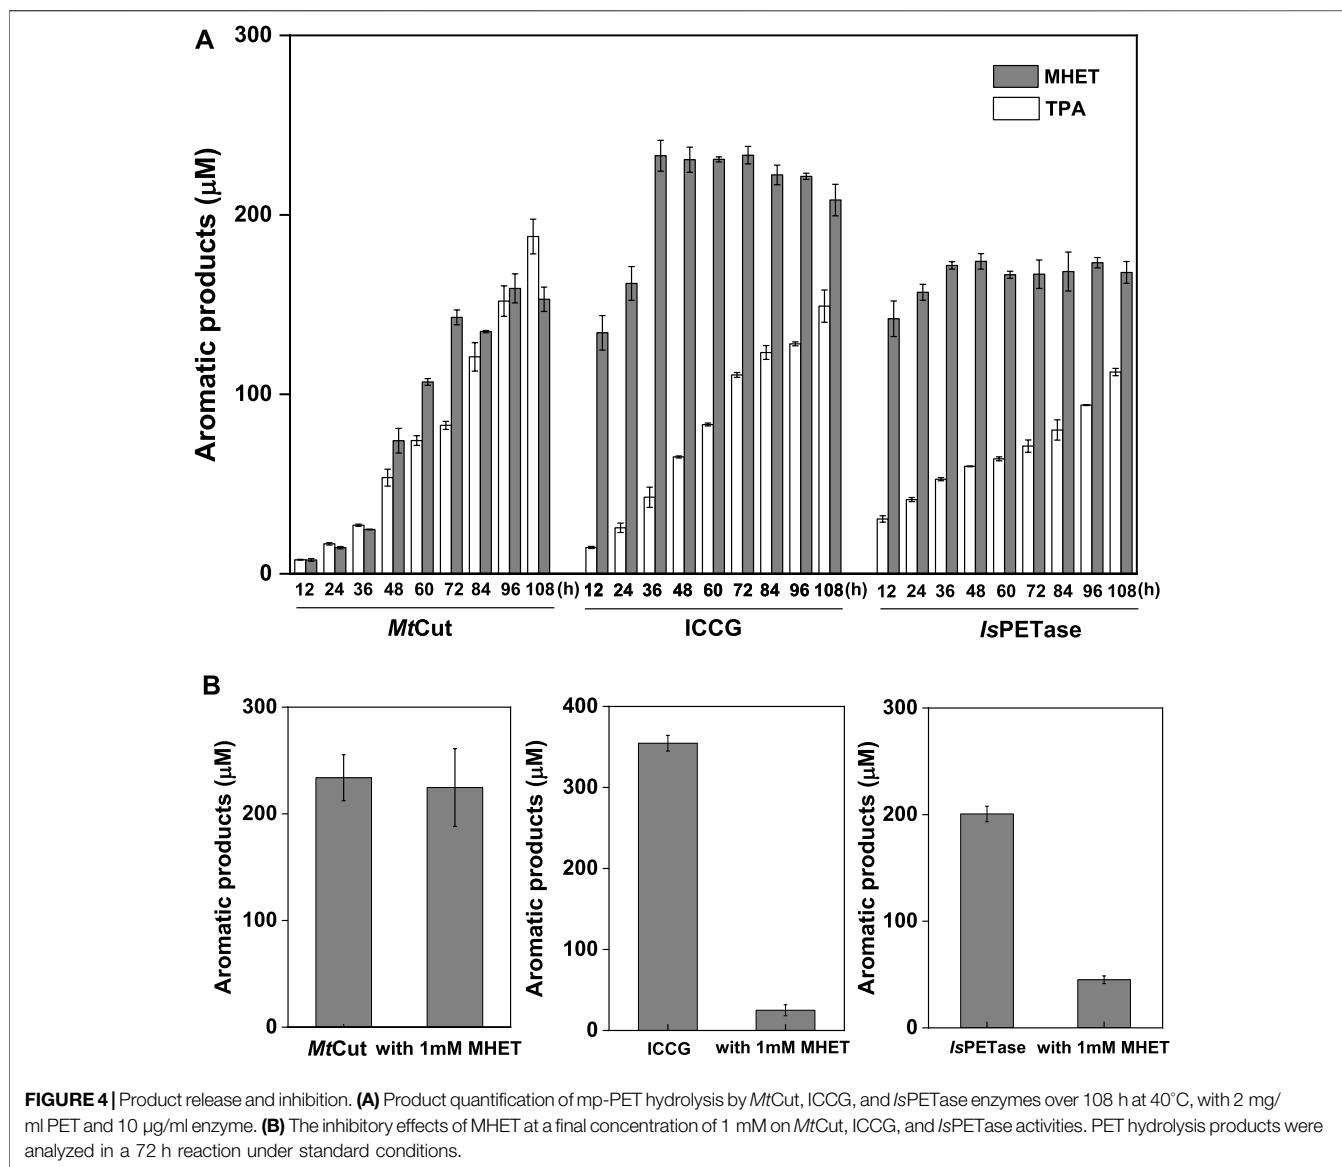 A
300
200
100
0
Aromatic products (μM)
MHET
TPA
12 24 36 48 60 72 84 96 108 (h) 12 24 36 48 60 72 84 96 108 (h) 12 24 36 48 60 72 84 96 108 (h)
MtCut ICCG IsPETase
B
300
200
100
0
Aromatic products (μM)
MtCut with 1mM MHET
400
300
200
100
0
Aromatic products (μM)
ICCG with 1mM MHET
300
200
100
0
Aromatic products (μM)
IsPETase with 1mM MHET
FIGURE 4 | Product release and inhibition. (A) Product quantification of mp-PET hydrolysis by MtCut, ICCG, and IsPETase enzymes over 108 h at 40°C, with 2 mg/
ml PET and 10 μg/ml enzyme. (B) The inhibitory effects of MHET at a final concentration of 1 mM on MtCut, ICCG, and IsPETase activities. PET hydrolysis products were
analyzed in a 72 h reaction under standard conditions.